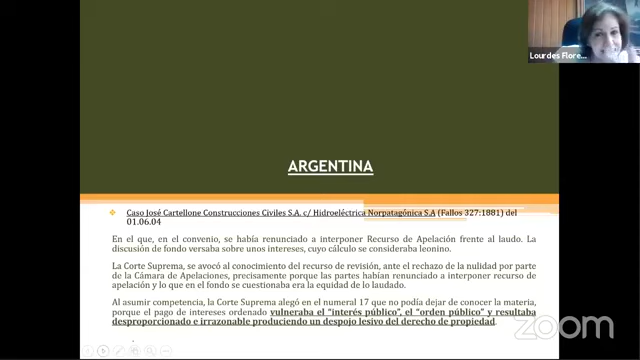 Lourdes Flore...
ARGENTINA
Caso José Cartellone Construcciones Civiles S.A. c/ Hidroeléctrica Norpatagónica S.A (Fallos 327:1881) del
01.06.04
En el que, en el convenio, se había renunciado a interponer Recurso de Apelación frente al laudo. La
discusión de fondo versaba sobre unos intereses, cuyo cálculo se consideraba leonino.
La Corte Suprema, se avocó al conocimiento del recurso de revisión, ante el rechazo de la nulidad por parte
de la Cámara de Apelaciones, precisamente porque las partes habían renunciado a interponer recurso de
apelación y lo que en el fondo se cuestionaba era la equidad de lo laudado.
Al asumir competencia, la Corte Suprema alegó en el numeral 17 que no podía dejar de conocer la materia,
porque el pago de intereses ordenado vulneraba el "interés público", el "orden público" y resultaba
desproporcionado e irrazonable produciendo un despojo lesivo del derecho de propiedad.
zoom